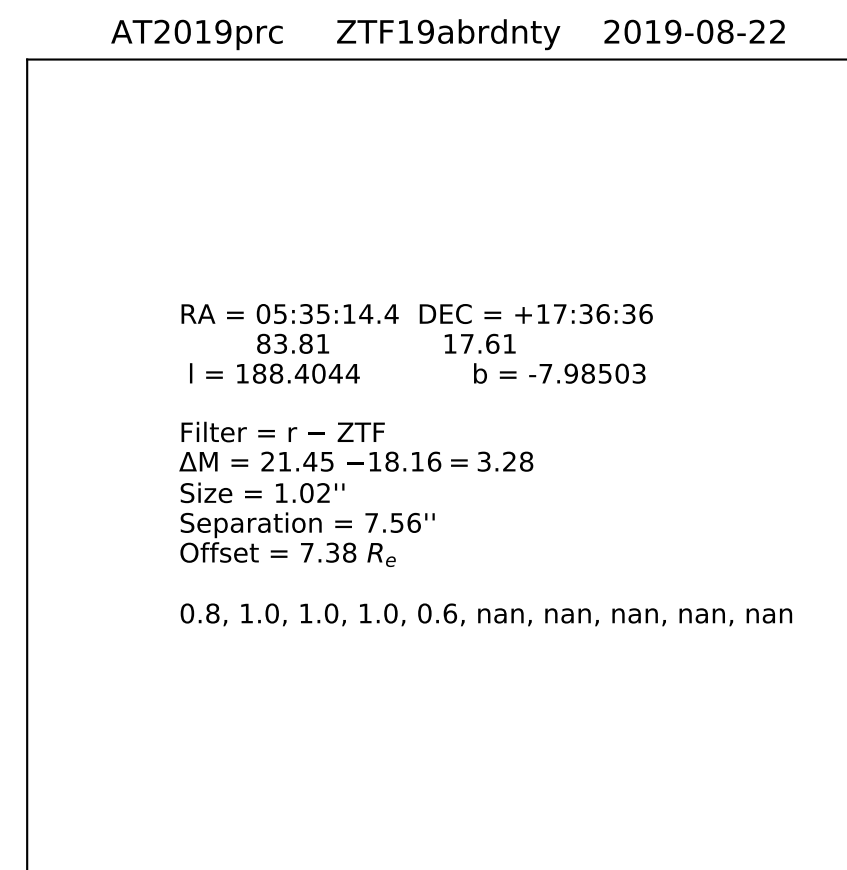 AT2019prc ZTF19abrdnty 2019-08-22
RA = 05:35:14.4 DEC = +17:36:36
83.81 17.61
l = 188.4044 b = -7.98503
Filter = r − ZTF
ΔM = 21.45 −18.16 = 3.28
Size = 1.02''
Separation = 7.56''
Offset = 7.38 Re
0.8, 1.0, 1.0, 1.0, 0.6, nan, nan, nan, nan, nan